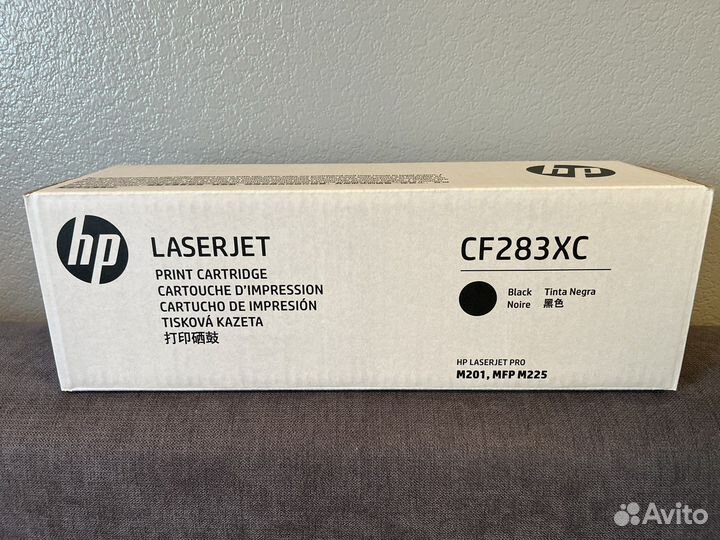 hp
LASERJET
PRINT CARTRIDGE
CARTOUCHE D'IMPRESSION
CARTUCHO DE IMPRESIÓN
TISKOVÁ KAZETA
打印硒鼓
hp
CF283XC
Black Tinta Negra
Noire 黑色
HP LASERJET PRO
M201, MFP M225
Avito